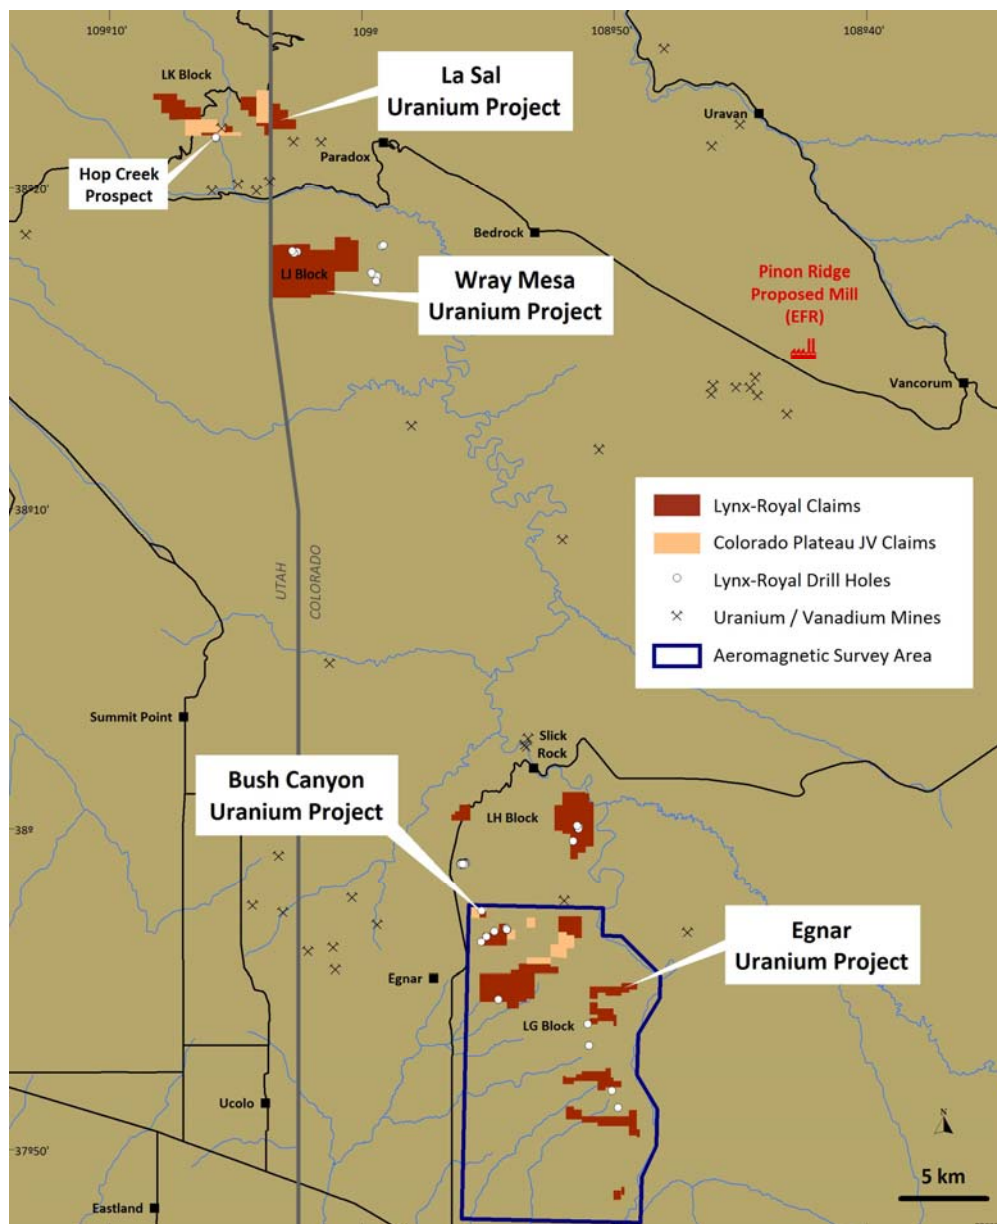 109º10'
109º
108º50'
108º40'
LK Block
La Sal
Uranium Project
Uravan
Paradox
Hop Creek
Prospect
38º20'
Bedrock
LJ Block
Wray Mesa
Uranium Project
Pinon Ridge
Proposed Mill
(EFR)
Vancorum
Lynx-Royal Claims
Colorado Plateau JV Claims
Lynx-Royal Drill Holes
Uranium / Vanadium Mines
Aeromagnetic Survey Area
38º10'
UTAH
COLORADO
Summit Point
Slick
Rock
Bush Canyon
Uranium Project
LH Block
38º
Egnar
Uranium Project
Egnar
LG Block
Ucolo
N
37º50'
5 km
Eastland